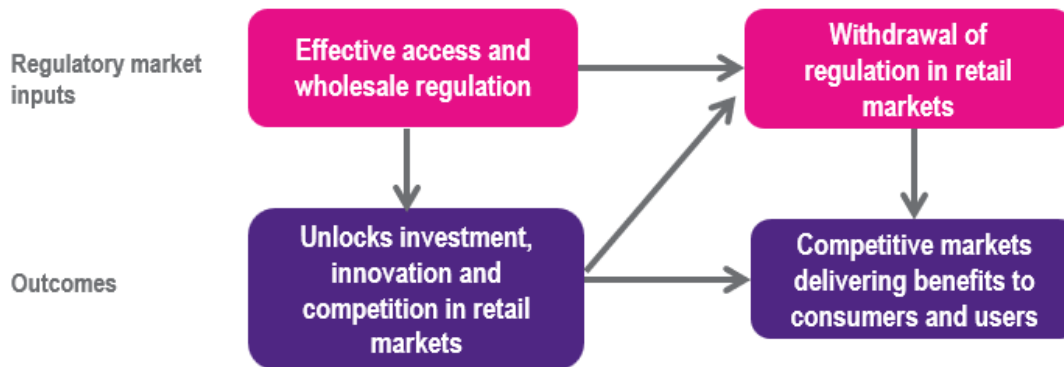 Regulatory market
inputs
Effective access and
wholesale regulation
Withdrawal of
regulation in retail
markets
Outcomes
Unlocks investment,
innovation and
competition in retail
markets
Competitive markets
delivering benefits to
consumers and users